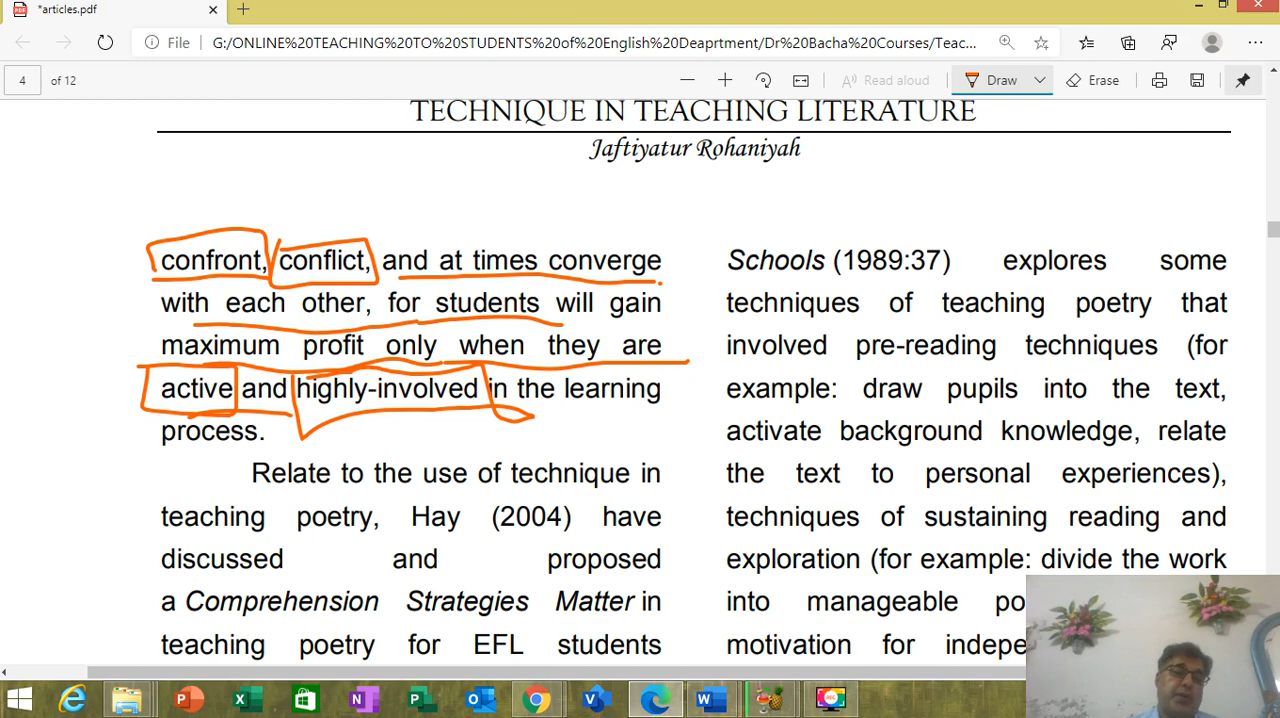 *articles.pdf
File
G:/ONLINE%20TEACHING%20TO%20STUDENTS%20of%20English%20Deaprtment/Dr%20Bacha%20Courses/Teac...
4 of 12
Read aloud
Draw
Erase
TECHNIQUE IN TEACHING LITERATURE
Jaftiyatur Rohaniyah
confront, conflict, and at times converge
with each other, for students will gain
maximum profit only when they are
active and highly-involved in the learning
process.
Relate to the use of technique in
teaching poetry, Hay (2004) have
discussed and proposed
a Comprehension Strategies Matter in
teaching poetry for EFL students
Schools (1989:37) explores some
techniques of teaching poetry that
involved pre-reading techniques (for
example: draw pupils into the text,
activate background knowledge, relate
the text to personal experiences),
techniques of sustaining reading and
exploration (for example: divide the work
into manageable po
motivation for indepe